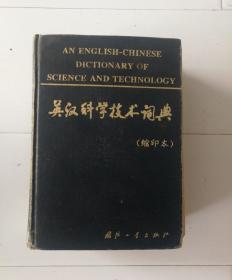 AN ENGLISH-CHINESE
DICTIONARY OF
SCIENCE AND TECHNOLOGY
英汉科学技术词典
(缩印本)
国防工业出版社